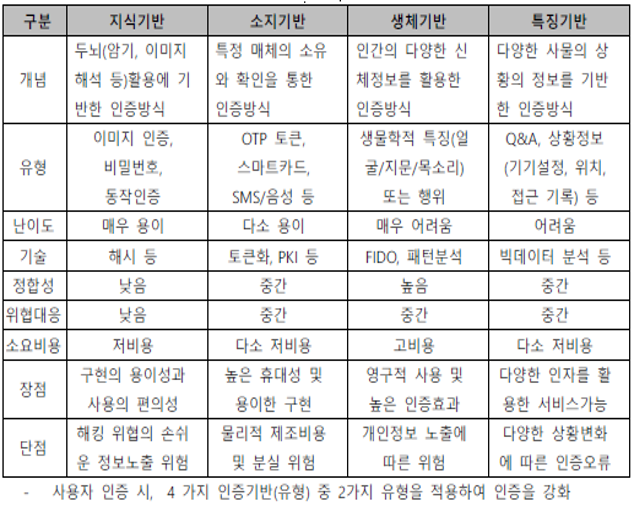 구분 지식기반 소지기반 생체기반 특징기반
개념
두뇌(암기, 이미지
해석 등)활용에 기
반한 인증방식
특정 매체의 소유
와 확인을 통한
인증방식
인간의 다양한 신
체정보를 활용한
인증방식
다양한 사물의 상
황의 정보를 기반
한 인증방식
유형
이미지 인증,
비밀번호,
동작인증
OTP 토큰,
스마트카드,
SMS/음성 등
생물학적 특징(얼
굴/지문/목소리)
또는 행위
Q&A, 상황정보
(기기설정, 위치,
접근 기록) 등
난이도 매우 용이 다소 용이 매우 어려움 어려움
기술 해시 등 토큰화, PKI 등 FIDO, 패턴분석 빅데이터 분석 등
정합성 낮음 중간 높음 중간
위협대응 낮음 중간 중간 중간
소요비용 저비용 다소 저비용 고비용 다소 저비용
장점
구현의 용이성과
사용의 편의성
높은 휴대성 및
용이한 구현
영구적 사용 및
높은 인증효과
다양한 인자를 활
용한 서비스가능
단점
해킹 위협의 손쉬
운 정보노출 위험
물리적 제조비용
및 분실 위험
개인정보 노출에
따른 위험
다양한 상황변화
에 따른 인증오류
- 사용자 인증 시, 4 가지 인증기반(유형) 중 2가지 유형을 적용하여 인증을 강화